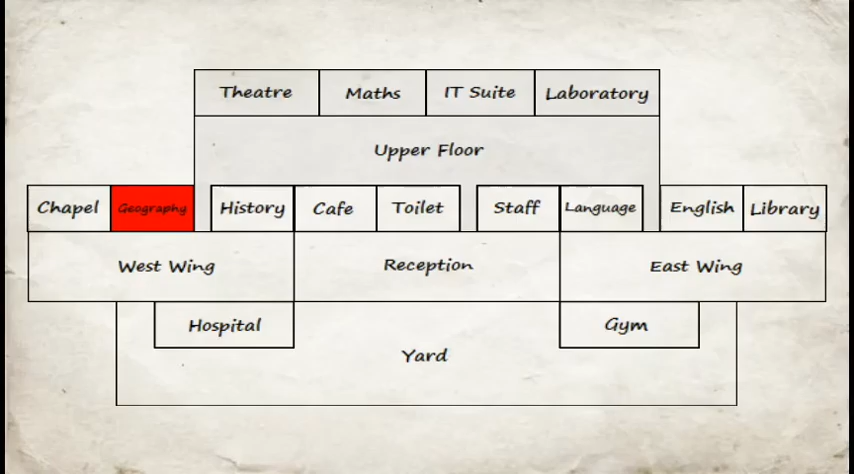 Theatre Maths IT Suite Laboratory
Upper Floor
Chapel Geography History Cafe Toilet Staff Language English Library
West Wing Reception East Wing
Hospital Gym
Yard